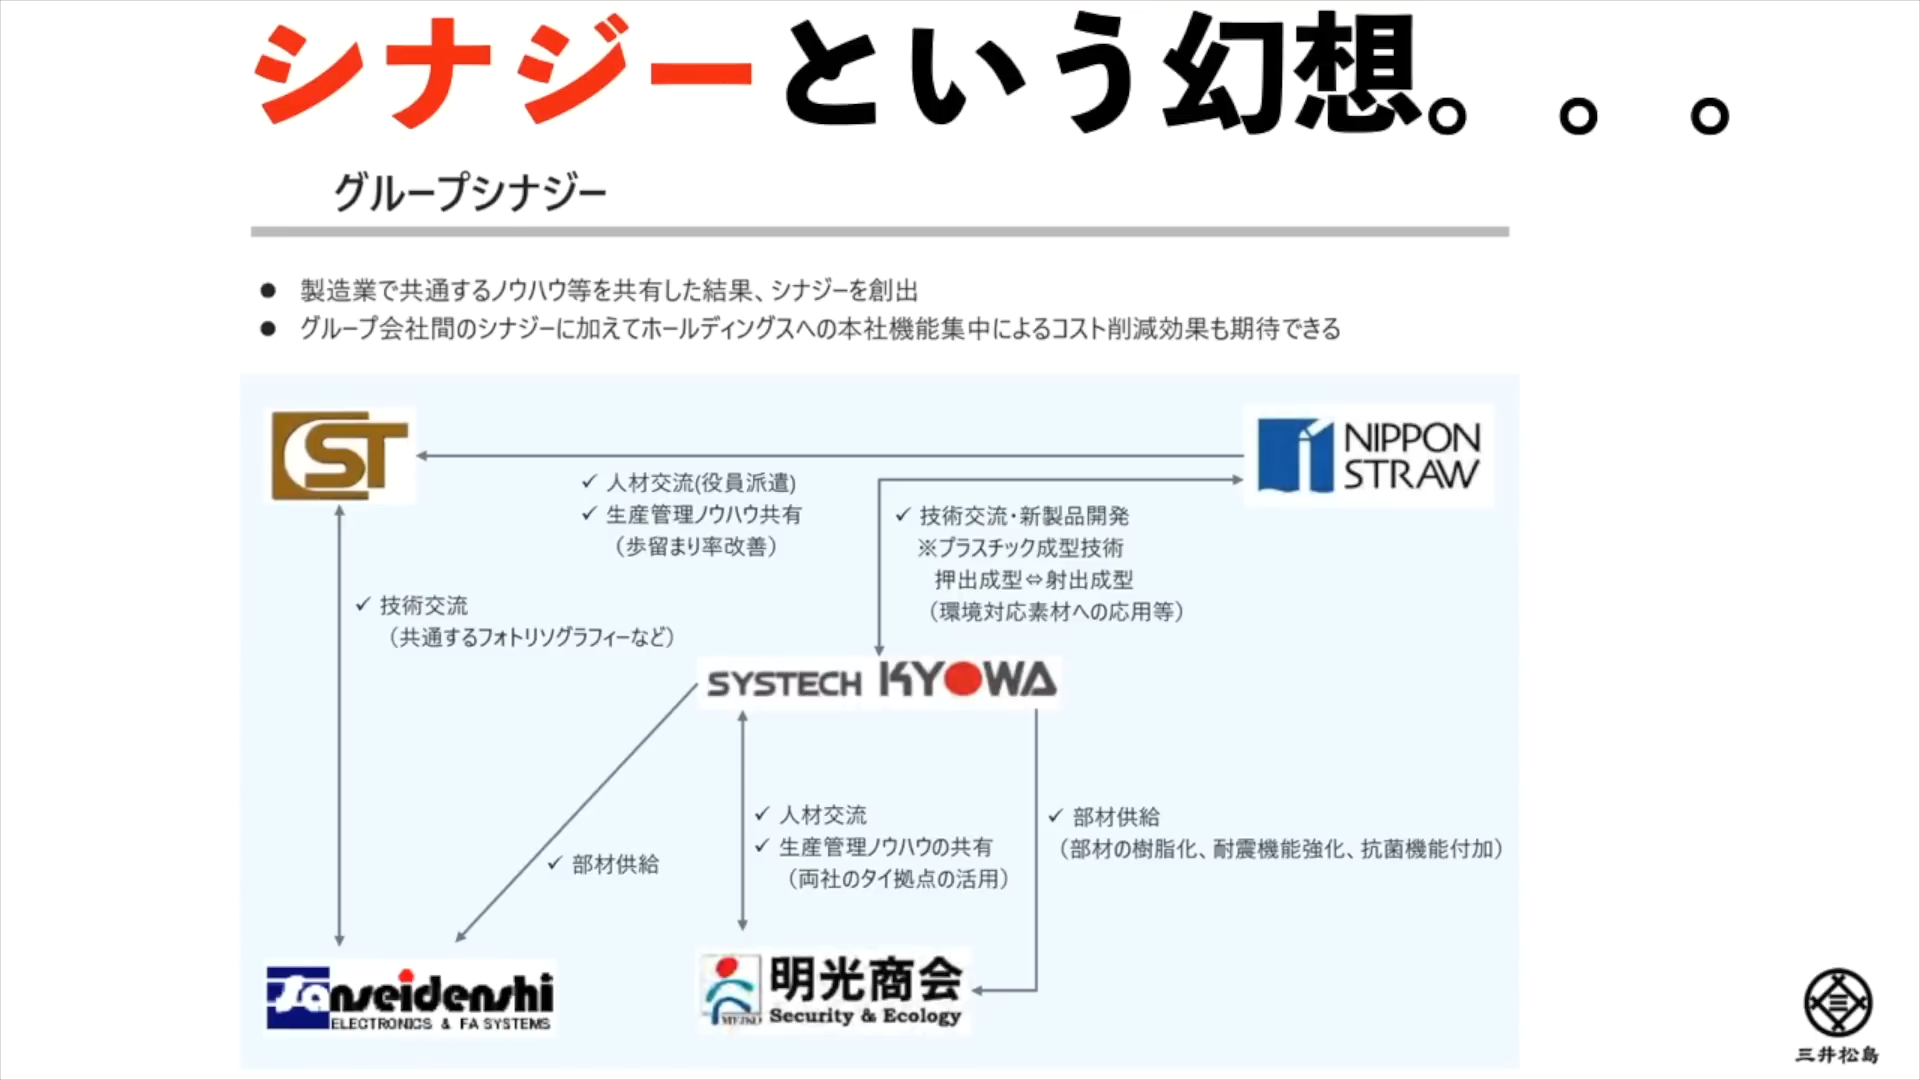 シナジーという幻想。。。
グループシナジー
● 製造業で共通するノウハウ等を共有した結果、シナジーを創出
● グループ会社間のシナジーに加えてホールディングスへの本社機能集中によるコスト削減効果も期待できる
CST
NIPPON
STRAW
✓ 人材交流(役員派遣)
✓ 生産管理ノウハウ共有
（歩留まり率改善）
✓ 技術交流・新製品開発
※プラスチック成型技術
押出成型⇔射出成型
（環境対応素材への応用等）
✓ 技術交流
（共通するフォトリソグラフィーなど）
SYSTECH KYOWA
✓ 部材供給
✓ 人材交流
✓ 生産管理ノウハウの共有
（両社のタイ拠点の活用）
✓ 部材供給
（部材の樹脂化、耐震機能強化、抗菌機能付加）
Sanseidenshi
ELECTRONICS & FA SYSTEMS
MEIKO
明光商会
Security & Ecology
三井松島